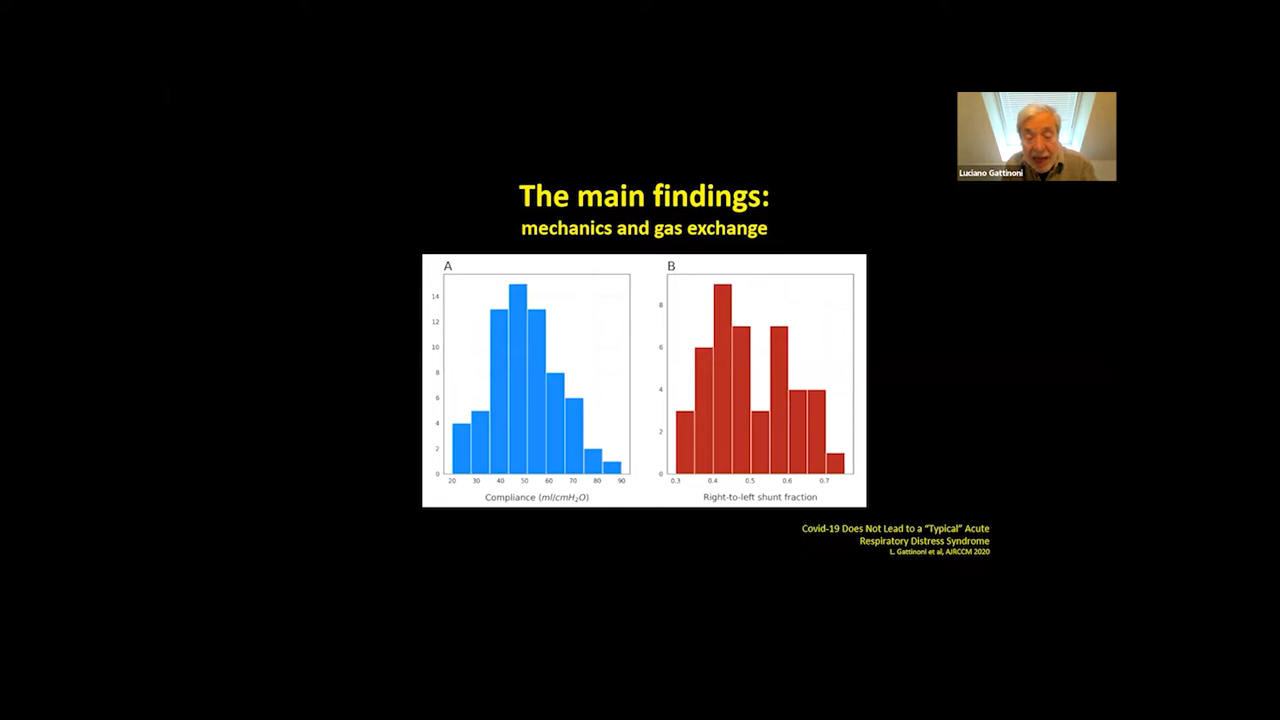 Luciano Gattinoni
The main findings:
mechanics and gas exchange
A
14
12
10
8
6
4
2
0
20 30 40 50 60 70 80 90
Compliance (ml/cmH₂O)
B
8
6
4
2
0
0.3 0.4 0.5 0.6 0.7
Right-to-left shunt fraction
Covid-19 Does Not Lead to a “Typical” Acute
Respiratory Distress Syndrome
L. Gattinoni et al, AJRCCM 2020